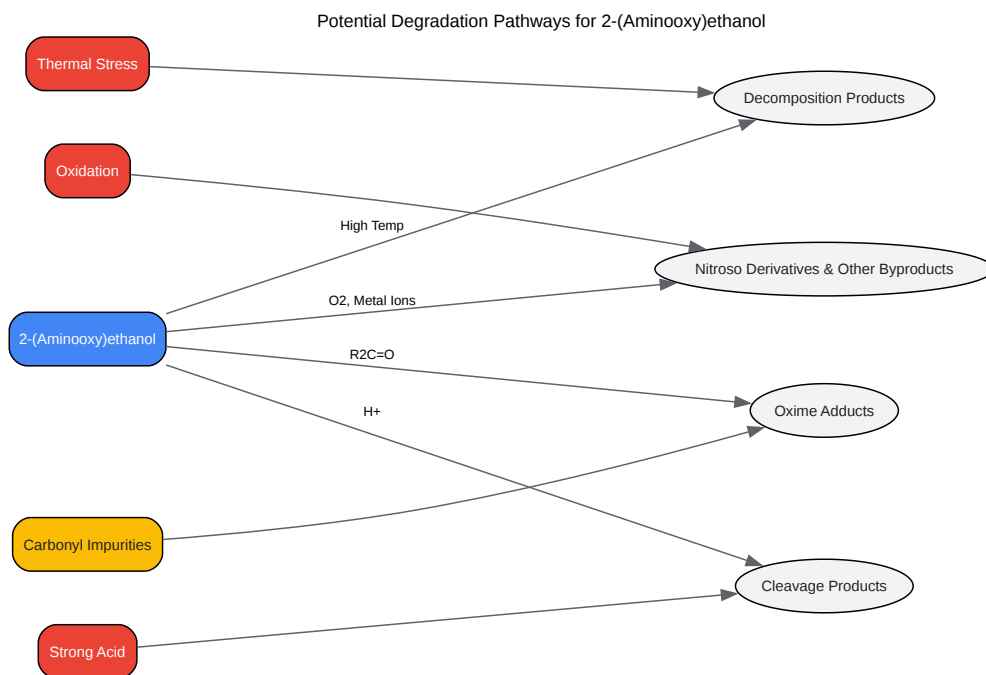 Potential Degradation Pathways for 2-(Aminooxy)ethanol
Thermal Stress
Decomposition Products
Oxidation
High Temp
Nitroso Derivatives & Other Byproducts
O2, Metal Ions
2-(Aminooxy)ethanol
R2C=O
Oxime Adducts
H+
Carbonyl Impurities
Cleavage Products
Strong Acid